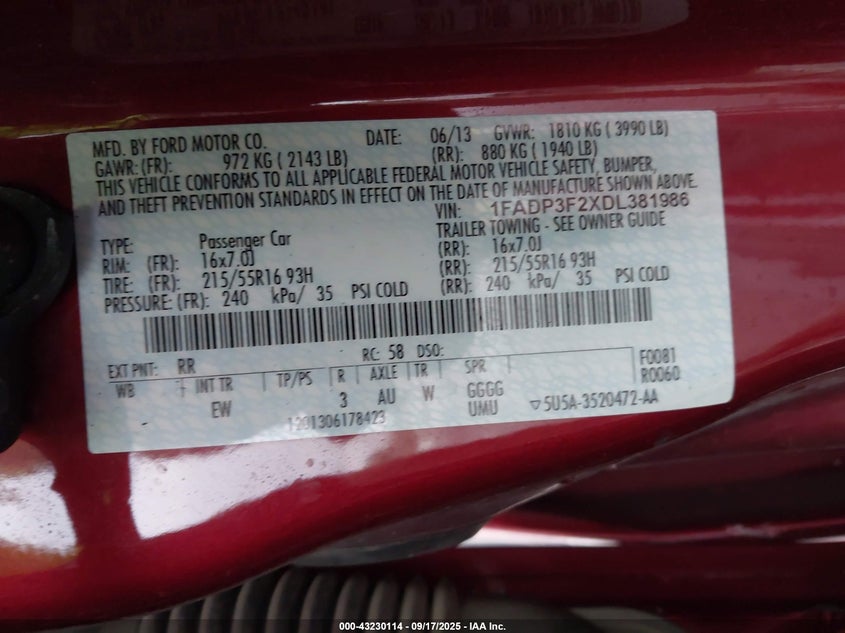 MFD. BY FORD MOTOR CO. DATE: 06/13 GVWR: 1810 KG ( 3990 LB)
GAWR: (FR): 972 KG ( 2143 LB) (RR): 880 KG ( 1940 LB)
THIS VEHICLE CONFORMS TO ALL APPLICABLE FEDERAL MOTOR VEHICLE SAFETY, BUMPER,
AND THEFT PREVENTION STANDARDS IN EFFECT ON THE DATE OF MANUFACTURE SHOWN ABOVE.
VIN: 1FADP3F2XDL381986
TYPE: Passenger Car TRAILER TOWING - SEE OWNER GUIDE
RIM: (FR): 16x7.0J (RR): 16x7.0J
TIRE: (FR): 215/55R16 93H (RR): 215/55R16 93H
PRESSURE: (FR): 240 kPa/ 35 PSI COLD (RR): 240 kPa/ 35 PSI COLD
EXT PNT: RR RC: 58 DSO: F0081
WB INT TR TP/PS R AXLE TR SPR R0060
EW 3 AU W GGGG
UMU 5U5A-3520472-AA
1201306178423
000-43230114 - 09/17/2025 - IAA Inc.